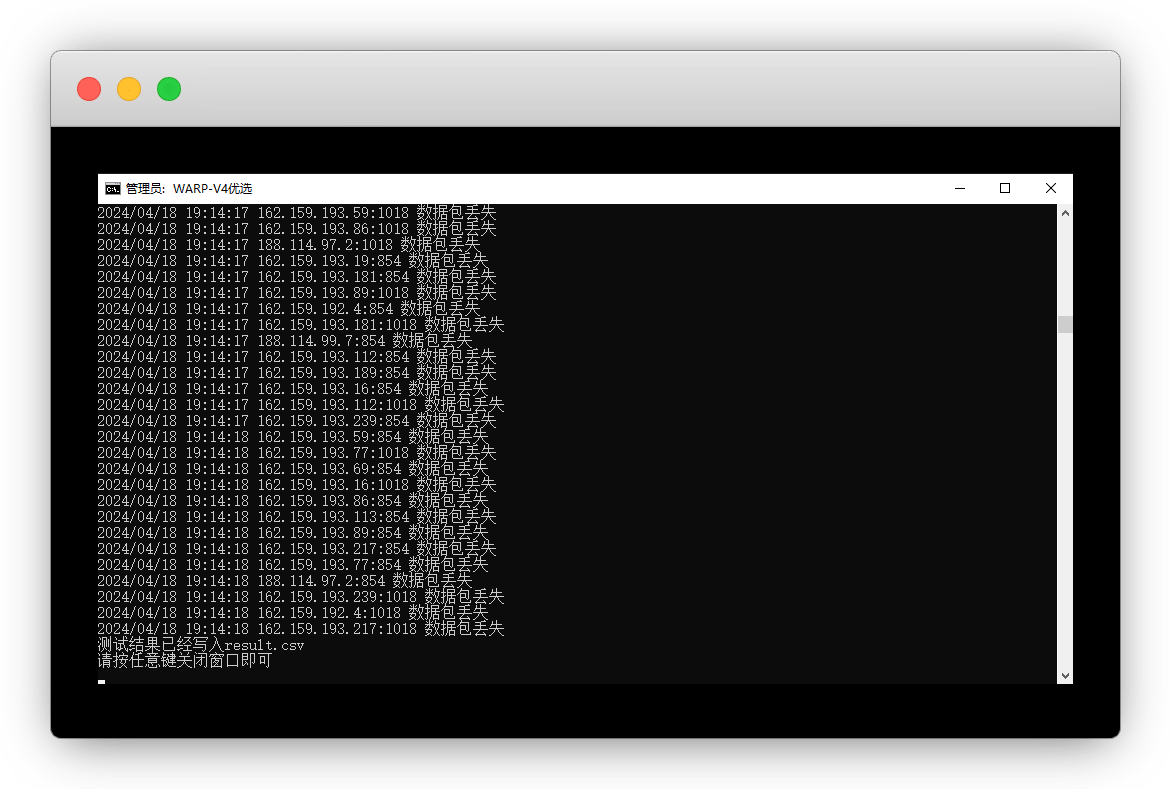 管理员: WARP-V4优选
2024/04/18 19:14:17 162.159.193.59:1018 数据包丢失
2024/04/18 19:14:17 162.159.193.86:1018 数据包丢失
2024/04/18 19:14:17 188.114.97.2:1018 数据包丢失
2024/04/18 19:14:17 162.159.193.19:854 数据包丢失
2024/04/18 19:14:17 162.159.193.181:854 数据包丢失
2024/04/18 19:14:17 162.159.193.89:1018 数据包丢失
2024/04/18 19:14:17 162.159.192.4:854 数据包丢失
2024/04/18 19:14:17 162.159.193.181:1018 数据包丢失
2024/04/18 19:14:17 188.114.99.7:854 数据包丢失
2024/04/18 19:14:17 162.159.193.112:854 数据包丢失
2024/04/18 19:14:17 162.159.193.189:854 数据包丢失
2024/04/18 19:14:17 162.159.193.16:854 数据包丢失
2024/04/18 19:14:17 162.159.193.112:1018 数据包丢失
2024/04/18 19:14:17 162.159.193.239:854 数据包丢失
2024/04/18 19:14:18 162.159.193.59:854 数据包丢失
2024/04/18 19:14:18 162.159.193.77:1018 数据包丢失
2024/04/18 19:14:18 162.159.193.69:854 数据包丢失
2024/04/18 19:14:18 162.159.193.16:1018 数据包丢失
2024/04/18 19:14:18 162.159.193.86:854 数据包丢失
2024/04/18 19:14:18 162.159.193.113:854 数据包丢失
2024/04/18 19:14:18 162.159.193.89:854 数据包丢失
2024/04/18 19:14:18 162.159.193.217:854 数据包丢失
2024/04/18 19:14:18 162.159.193.77:854 数据包丢失
2024/04/18 19:14:18 188.114.97.2:854 数据包丢失
2024/04/18 19:14:18 162.159.193.239:1018 数据包丢失
2024/04/18 19:14:18 162.159.192.4:1018 数据包丢失
2024/04/18 19:14:18 162.159.193.217:1018 数据包丢失
测试结果已经写入result.csv
请按任意键关闭窗口即可